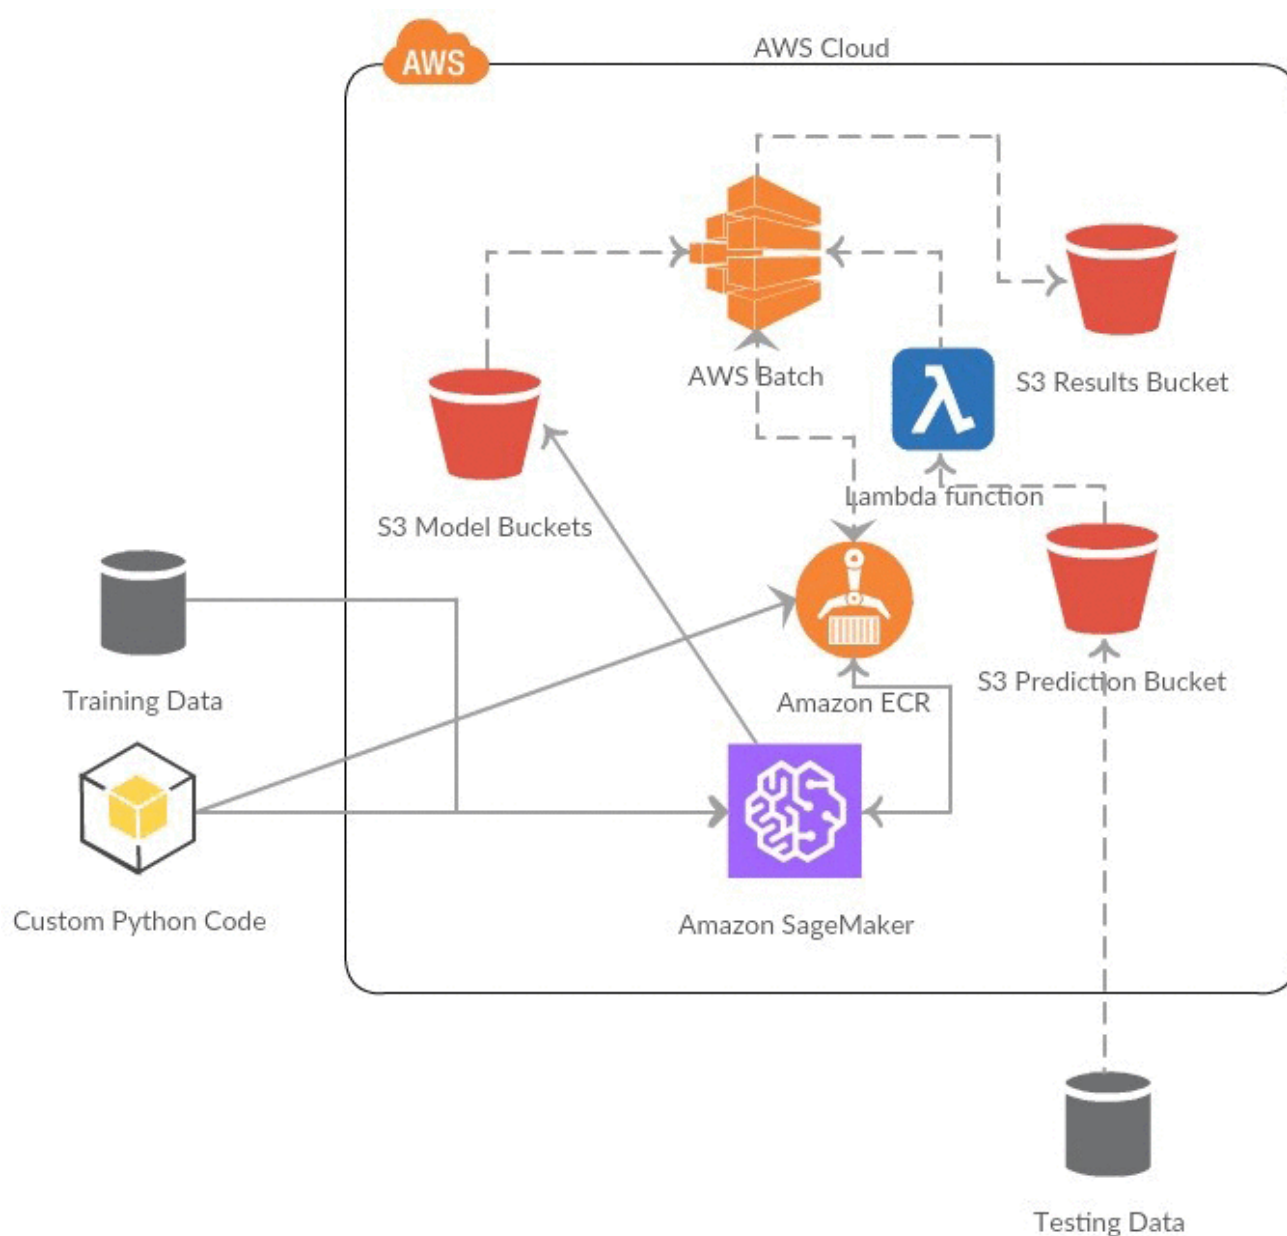 AWS Cloud
AWS
AWS Batch
S3 Results Bucket
Lambda function
S3 Model Buckets
Training Data
Amazon ECR
S3 Prediction Bucket
Custom Python Code
Amazon SageMaker
Testing Data